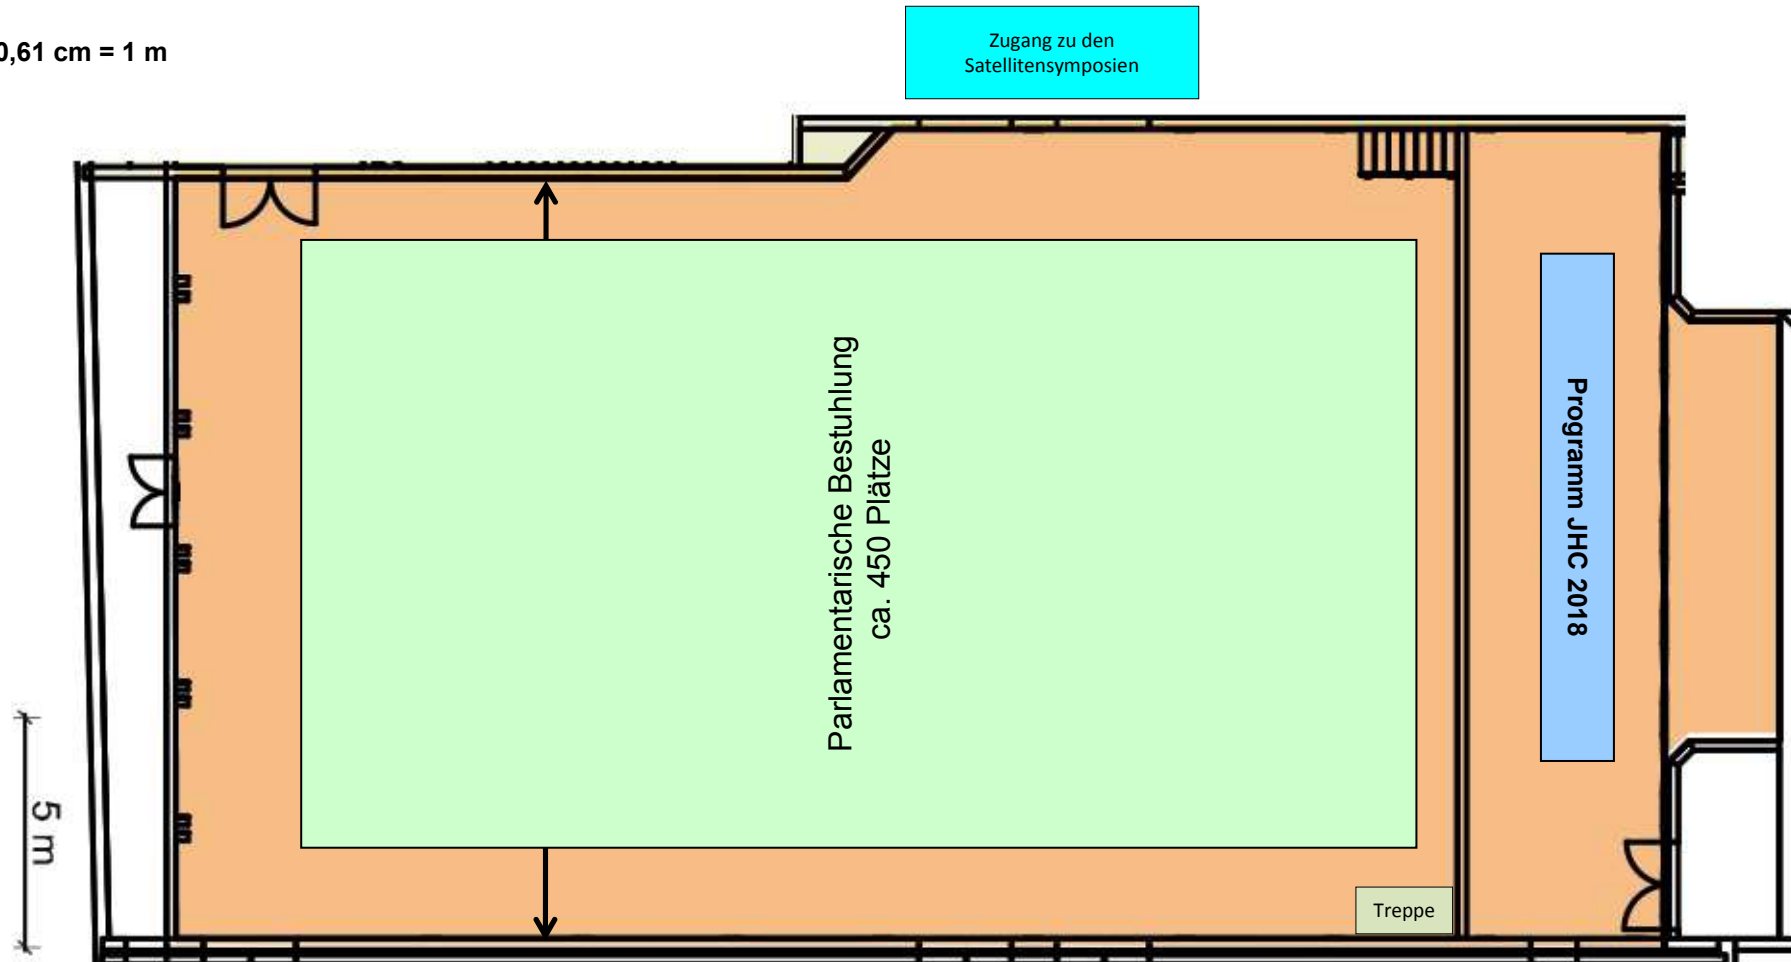 0,61 cm = 1 m
Zugang zu den
Satellitensymposien
Parlamentarische Bestuhlung
ca. 450 Plätze
Programm JHC 2018
5 m
Treppe